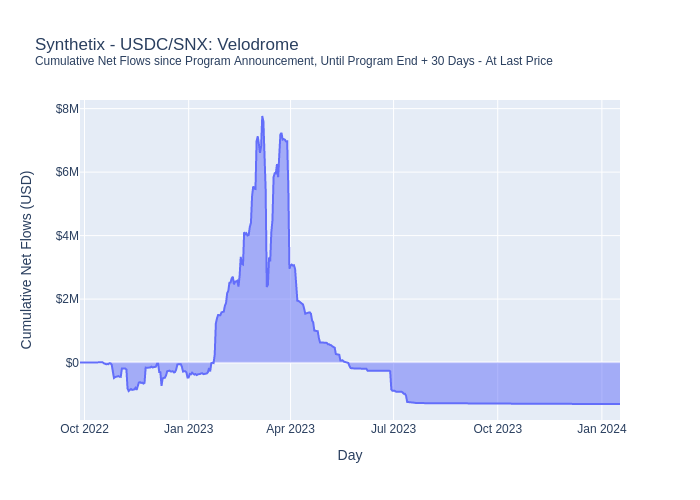 Synthetix - USDC/SNX: Velodrome
Cumulative Net Flows since Program Announcement, Until Program End + 30 Days - At Last Price
Cumulative Net Flows (USD)
$8M
$6M
$4M
$2M
$0
Oct 2022
Jan 2023
Apr 2023
Jul 2023
Oct 2023
Jan 2024
Day